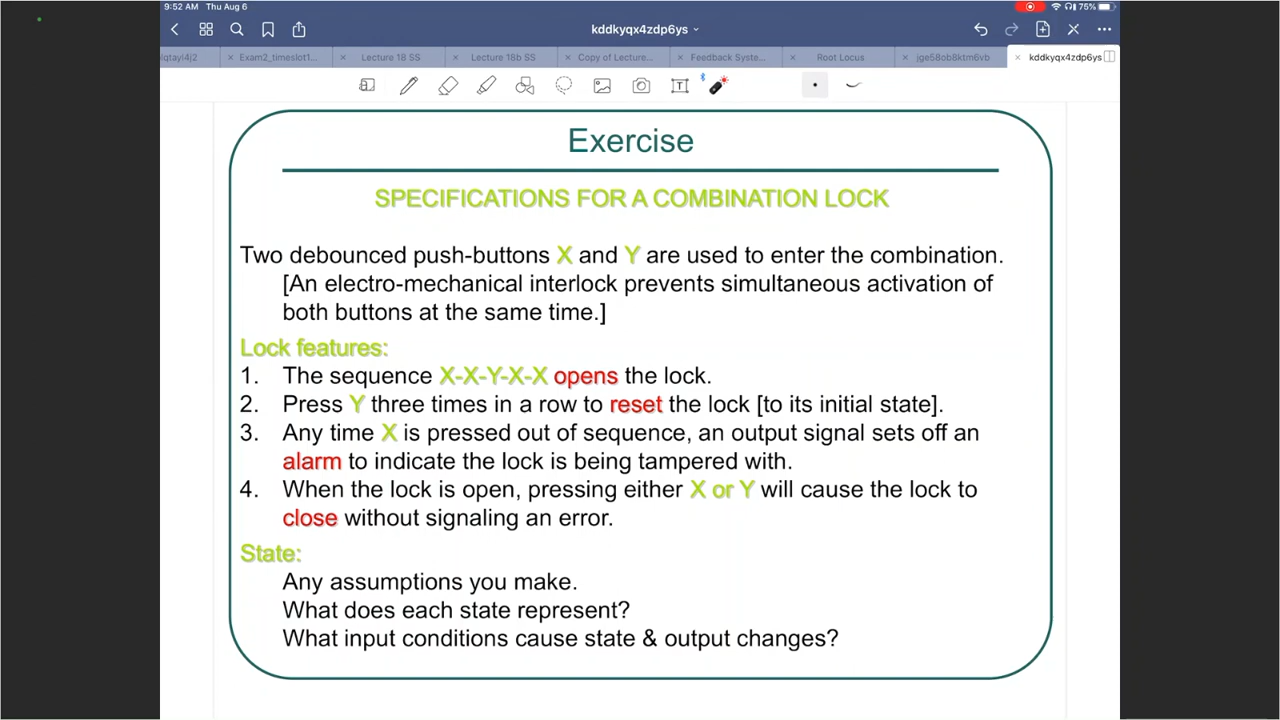 9:52 AM Thu Aug 6
75%
kddkyqx4zdp6ys
lqtayi4j2
Exam2_timeslot1...
Lecture 18 SS
Lecture 18b SS
Copy of Lecture...
Feedback Syste...
Root Locus
jge58ob8ktm6vb
kddkyqx4zdp6ys
Exercise
SPECIFICATIONS FOR A COMBINATION LOCK
Two debounced push-buttons X and Y are used to enter the combination.
[An electro-mechanical interlock prevents simultaneous activation of
both buttons at the same time.]
Lock features:
1. The sequence X-X-Y-X-X opens the lock.
2. Press Y three times in a row to reset the lock [to its initial state].
3. Any time X is pressed out of sequence, an output signal sets off an
alarm to indicate the lock is being tampered with.
4. When the lock is open, pressing either X or Y will cause the lock to
close without signaling an error.
State:
Any assumptions you make.
What does each state represent?
What input conditions cause state & output changes?